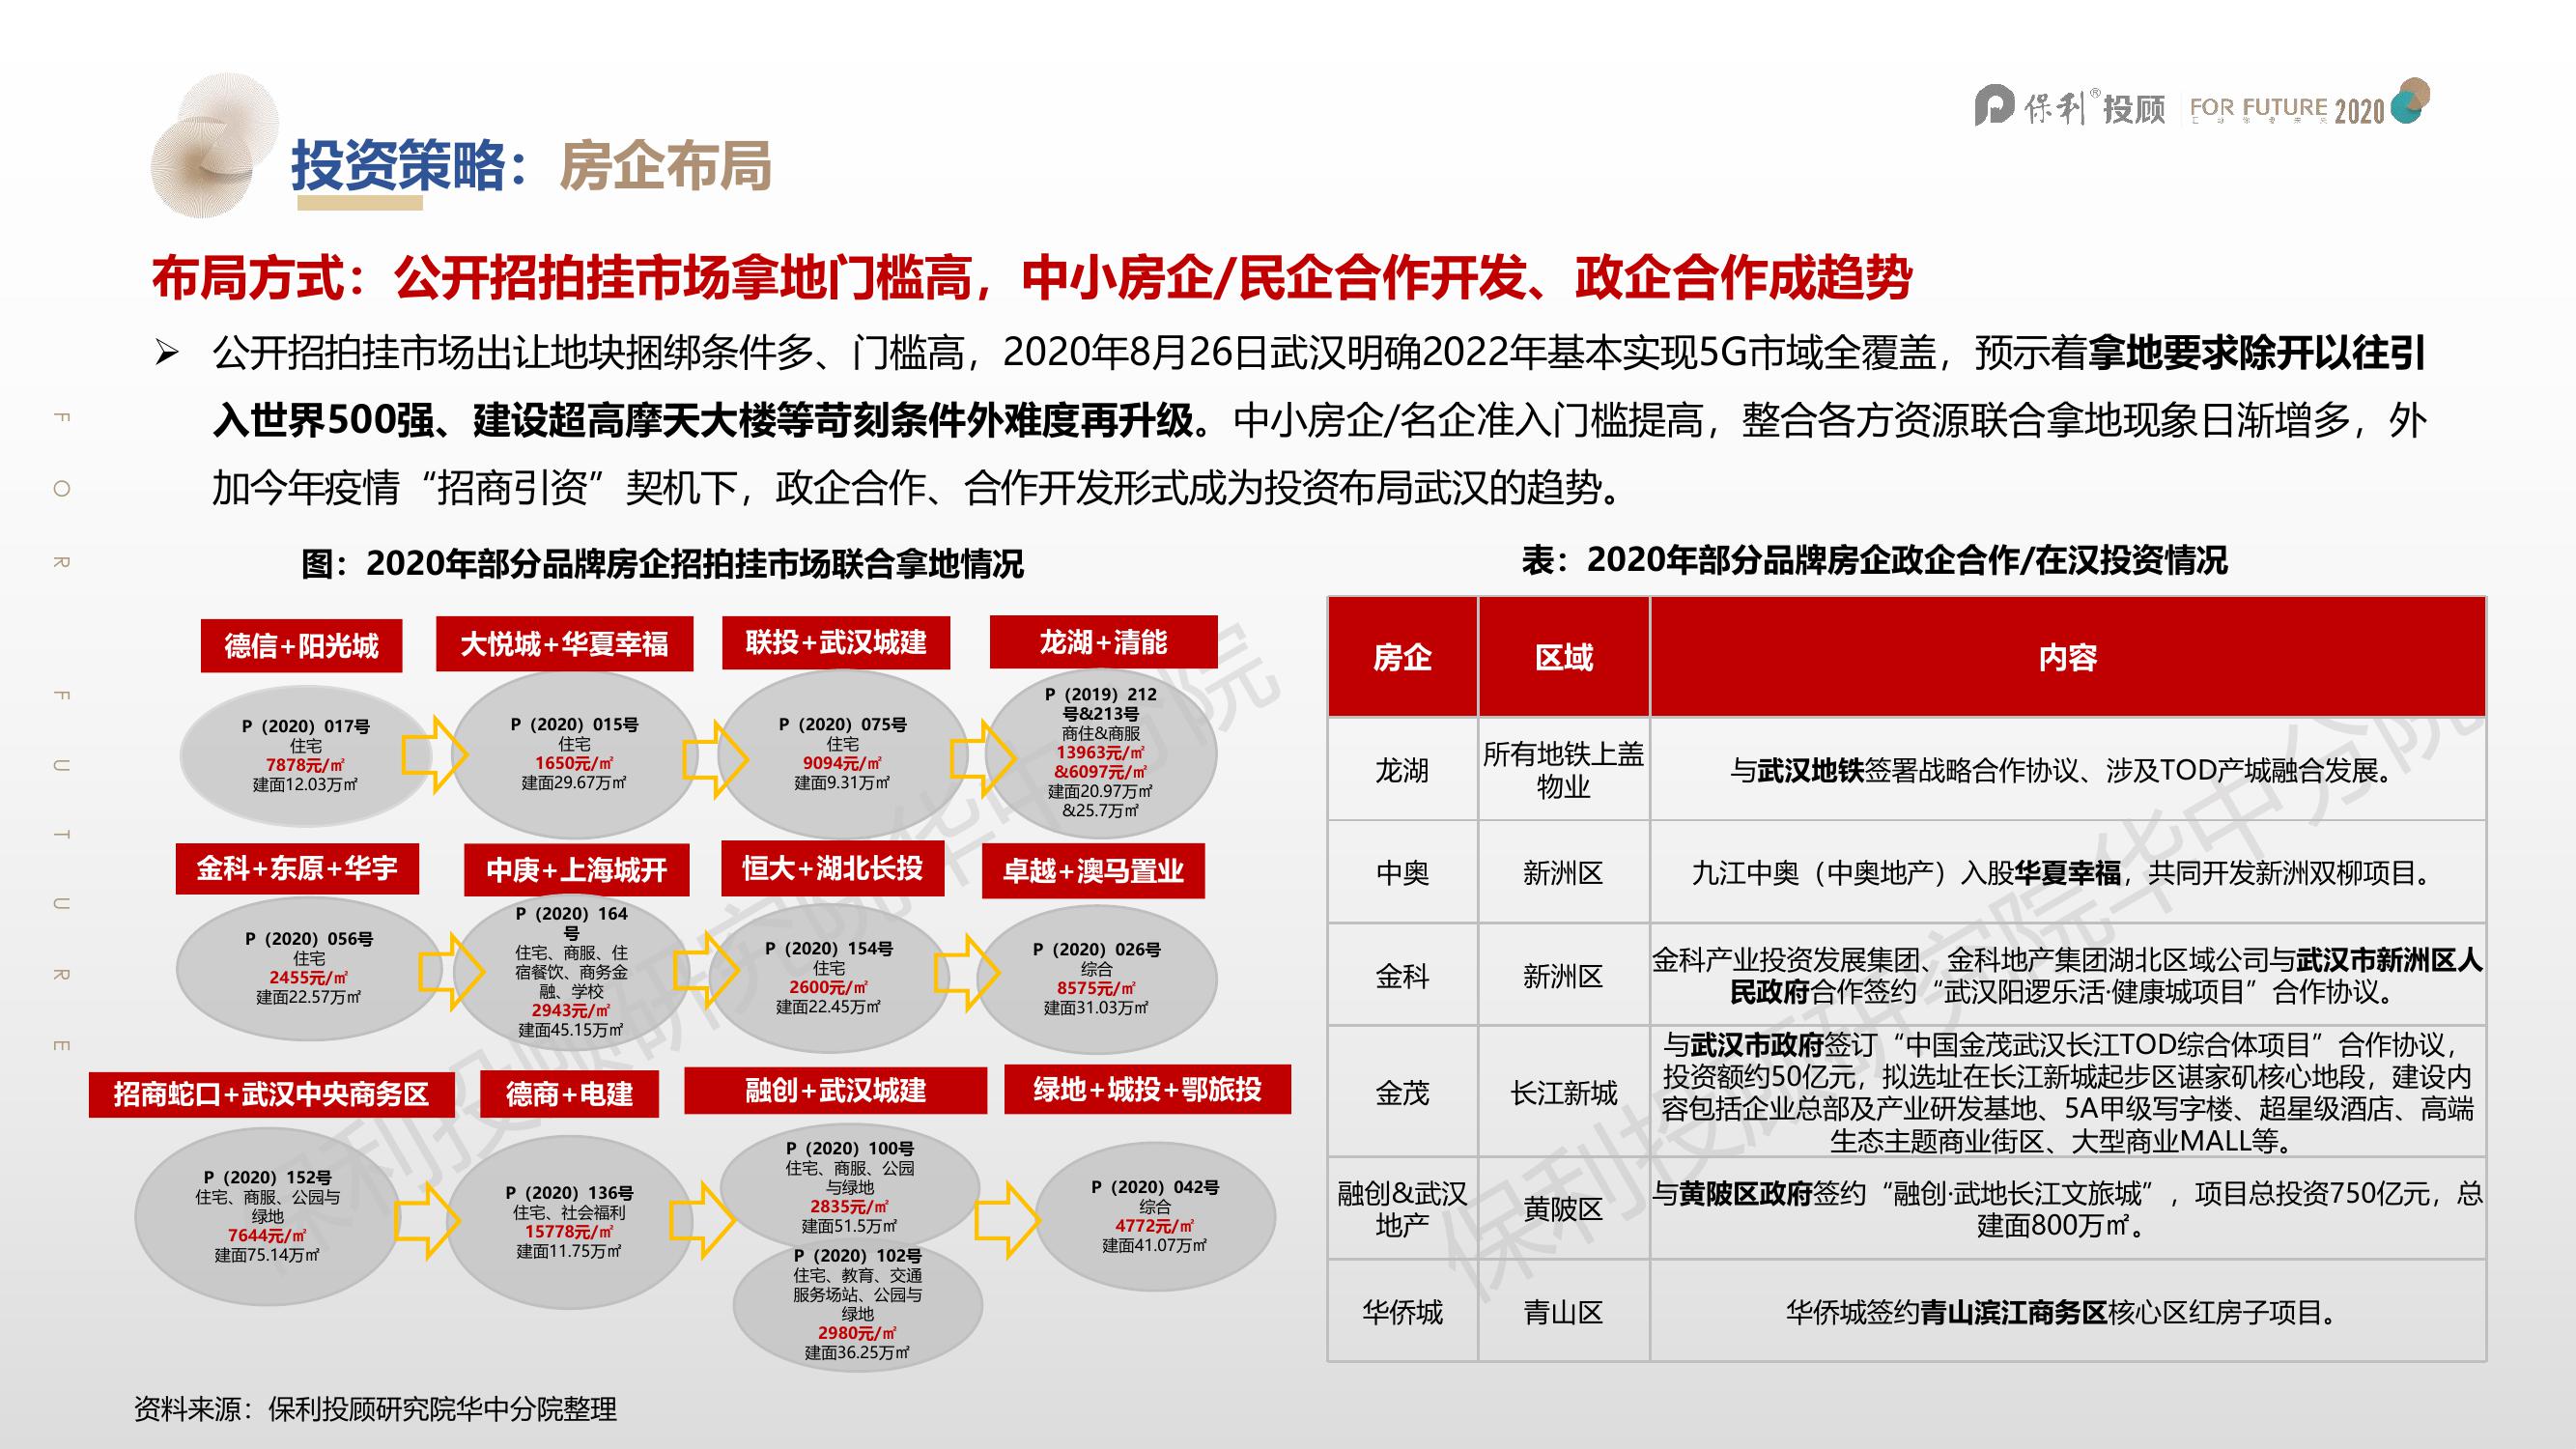 保利®投顾 FOR FUTURE 2020
投资策略：房企布局
布局方式：公开招拍挂市场拿地门槛高，中小房企/民企合作开发、政企合作成趋势
公开招拍挂市场出让地块捆绑条件多、门槛高，2020年8月26日武汉明确2022年基本实现5G市域全覆盖，预示着拿地要求除开以往引
入世界500强、建设超高摩天大楼等苛刻条件外难度再升级。中小房企/名企准入门槛提高，整合各方资源联合拿地现象日渐增多，外
加今年疫情“招商引资”契机下，政企合作、合作开发形式成为投资布局武汉的趋势。
FOR FUTURE
图：2020年部分品牌房企招拍挂市场联合拿地情况
德信+阳光城
P（2020）017号
住宅
7878元/㎡
建面12.03万㎡
大悦城+华夏幸福
P（2020）015号
住宅
1650元/㎡
建面29.67万㎡
联投+武汉城建
P（2020）075号
住宅
9094元/㎡
建面9.31万㎡
龙湖+清能
P（2019）212
号&213号
商住&商服
13963元/㎡
&6097元/㎡
建面20.97万㎡
&25.7万㎡
金科+东原+华宇
P（2020）056号
住宅
2455元/㎡
建面22.57万㎡
中庚+上海城开
P（2020）164
号
住宅、商服、住
宿餐饮、商务金
融、学校
2943元/㎡
建面45.15万㎡
恒大+湖北长投
P（2020）154号
住宅
2600元/㎡
建面22.45万㎡
卓越+澳马置业
P（2020）026号
综合
8575元/㎡
建面31.03万㎡
招商蛇口+武汉中央商务区
P（2020）152号
住宅、商服、公园与
绿地
7644元/㎡
建面75.14万㎡
德商+电建
P（2020）136号
住宅、社会福利
15778元/㎡
建面11.75万㎡
融创+武汉城建
P（2020）100号
住宅、商服、公园
与绿地
2835元/㎡
建面51.5万㎡
P（2020）102号
住宅、教育、交通
服务场站、公园与
绿地
2980元/㎡
建面36.25万㎡
绿地+城投+鄂旅投
P（2020）042号
综合
4772元/㎡
建面41.07万㎡
表：2020年部分品牌房企政企合作/在汉投资情况
房企 区域 内容
龙湖
所有地铁上盖
物业
与武汉地铁签署战略合作协议、涉及TOD产城融合发展。
中奥 新洲区 九江中奥（中奥地产）入股华夏幸福，共同开发新洲双柳项目。
金科 新洲区
金科产业投资发展集团、金科地产集团湖北区域公司与武汉市新洲区人
民政府合作签约“武汉阳逻乐活·健康城项目”合作协议。
金茂 长江新城
与武汉市政府签订“中国金茂武汉长江TOD综合体项目”合作协议，
投资额约50亿元，拟选址在长江新城起步区谌家矶核心地段，建设内
容包括企业总部及产业研发基地、5A甲级写字楼、超星级酒店、高端
生态主题商业街区、大型商业MALL等。
融创&武汉
地产
黄陂区
与黄陂区政府签约“融创·武地长江文旅城”，项目总投资750亿元，总
建面800万㎡。
华侨城 青山区 华侨城签约青山滨江商务区核心区红房子项目。
保利投顾研究院华中分院
保利投顾研究院华中分院
资料来源：保利投顾研究院华中分院整理